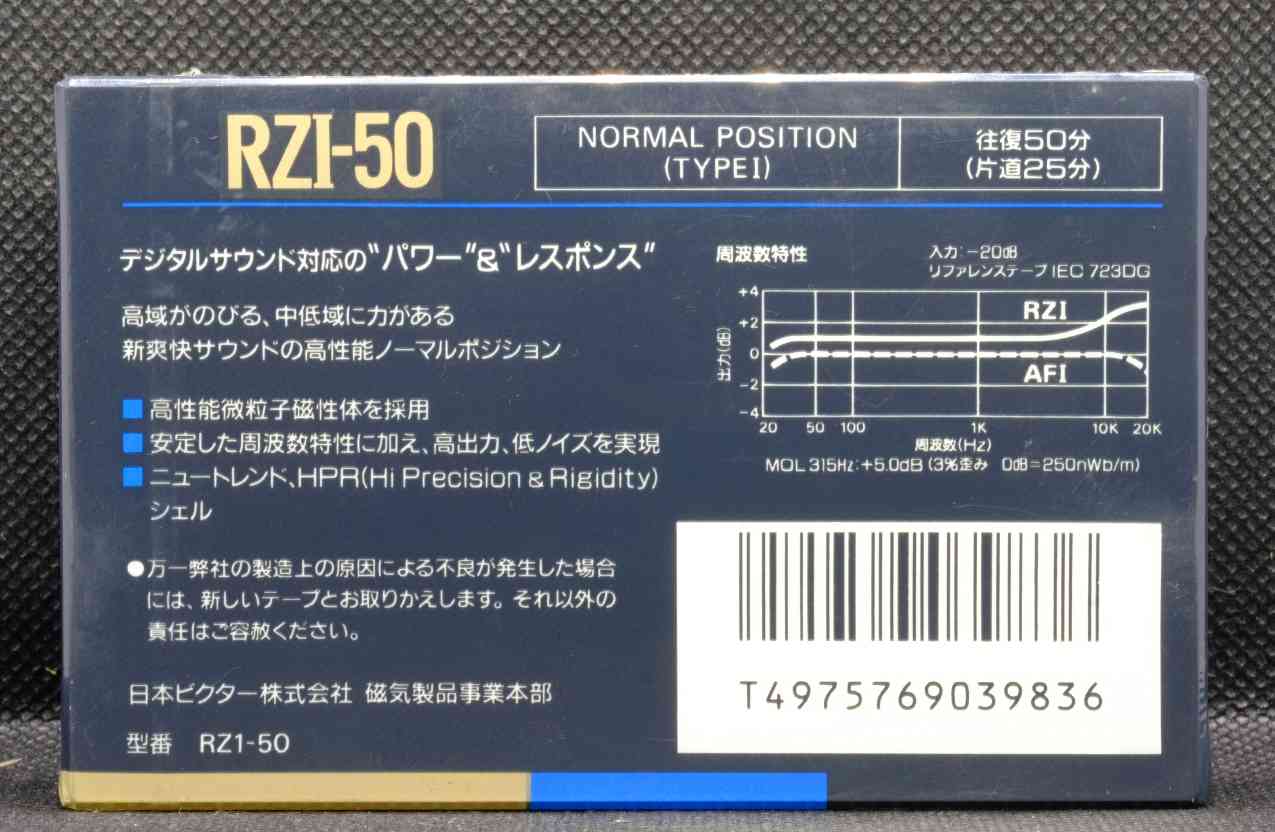 RZI-50
NORMAL POSITION
(TYPE I)
往復50分
(片道25分)
デジタルサウンド対応の"パワー"&"レスポンス"
高域がのびる、中低域に力がある
新爽快サウンドの高性能ノーマルポジション
高性能微粒子磁性体を採用
安定した周波数特性に加え、高出力、低ノイズを実現
ニュートレンド、HPR(Hi Precision & Rigidity)
シェル
●万一弊社の製造上の原因による不良が発生した場合
には、新しいテープとお取りかえします。それ以外の
責任はご容赦ください。
日本ビクター株式会社 磁気製品事業本部
型番 RZ1-50
周波数特性
入力:-20dB
リファレンステープ IEC 723DG
出力(dB)
+4
+2
0
-2
-4
RZI
AFI
20 50 100 1K 10K 20K
周波数(Hz)
MOL 315Hz:+5.0dB (3%歪み 0dB=250nWb/m)
T4975769039836